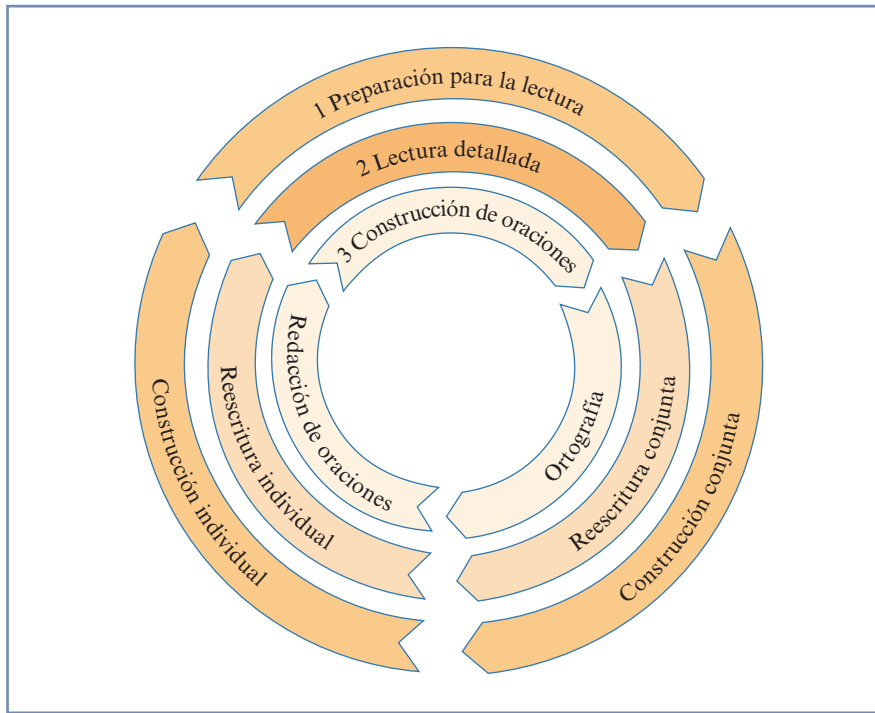 1 Preparación para la lectura
2 Lectura detallada
3 Construcción de oraciones
Construcción conjunta
Reescritura conjunta
Ortografía
Redacción de oraciones
Reescritura individual
Construcción individual